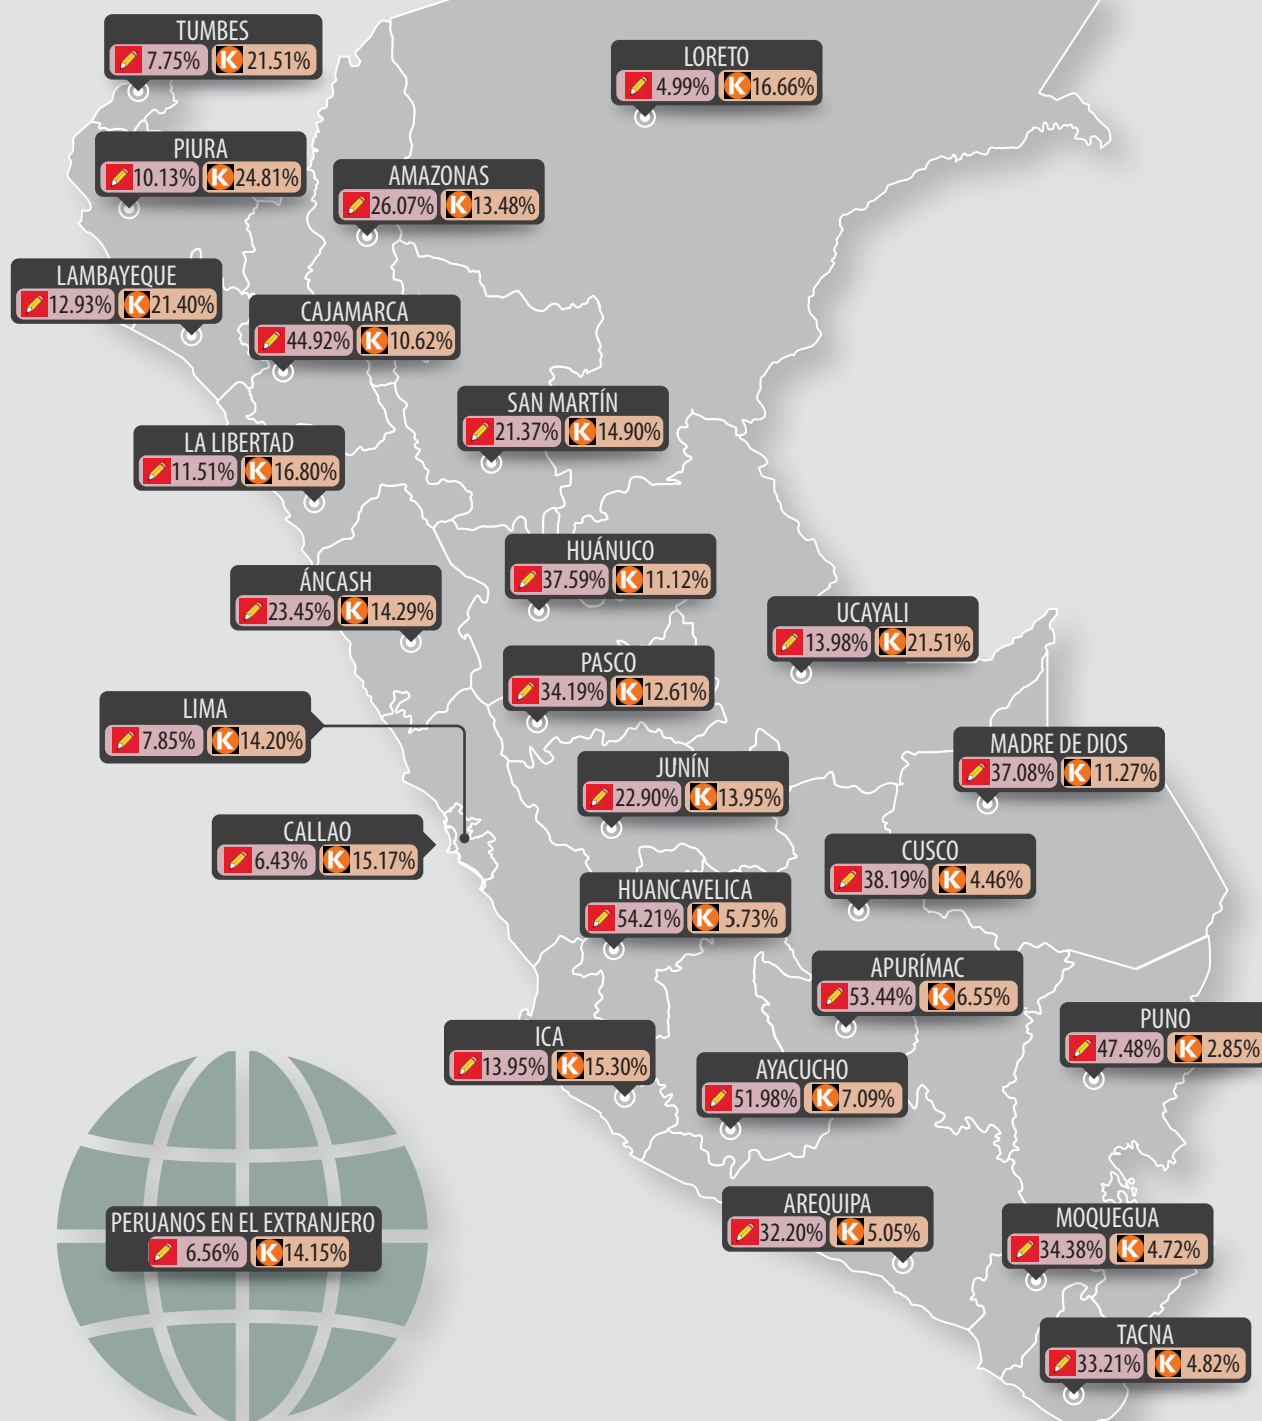 TUMBES
7.75% K 21.51%
LORETO
4.99% K 16.66%
PIURA
10.13% K 24.81%
AMAZONAS
26.07% K 13.48%
LAMBAYEQUE
12.93% K 21.40%
CAJAMARCA
44.92% K 10.62%
SAN MARTÍN
21.37% K 14.90%
LA LIBERTAD
11.51% K 16.80%
HUÁNUCO
37.59% K 11.12%
ÁNCASH
23.45% K 14.29%
UCAYALI
13.98% K 21.51%
PASCO
34.19% K 12.61%
LIMA
7.85% K 14.20%
MADRE DE DIOS
37.08% K 11.27%
JUNÍN
22.90% K 13.95%
CALLAO
6.43% K 15.17%
CUSCO
38.19% K 4.46%
HUANCAVELICA
54.21% K 5.73%
APURÍMAC
53.44% K 6.55%
PUNO
47.48% K 2.85%
ICA
13.95% K 15.30%
AYACUCHO
51.98% K 7.09%
AREQUIPA
32.20% K 5.05%
MOQUEGUA
34.38% K 4.72%
PERUANOS EN EL EXTRANJERO
6.56% K 14.15%
TACNA
33.21% K 4.82%